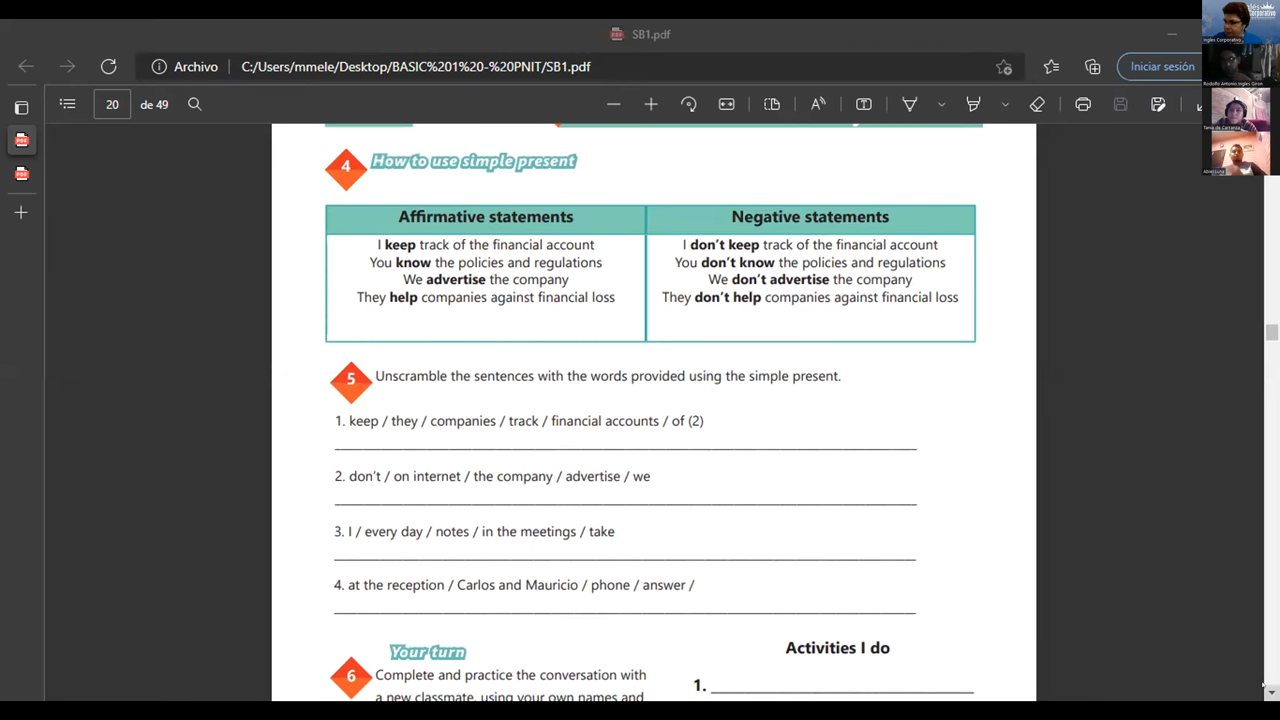 SB1.pdf
Archivo C:/Users/mmele/Desktop/BASIC%201%20-%20PNIT/SB1.pdf
Iniciar sesión
20 de 49
4 How to use simple present
Affirmative statements Negative statements
I keep track of the financial account I don't keep track of the financial account
You know the policies and regulations You don't know the policies and regulations
We advertise the company We don't advertise the company
They help companies against financial loss They don't help companies against financial loss
5 Unscramble the sentences with the words provided using the simple present.
1. keep / they / companies / track / financial accounts / of (2)
2. don't / on internet / the company / advertise / we
3. I / every day / notes / in the meetings / take
4. at the reception / Carlos and Mauricio / phone / answer /
Your turn
Activities I do
6 Complete and practice the conversation with
1.
a new classmate, using your own names and
Inglés Corporativo